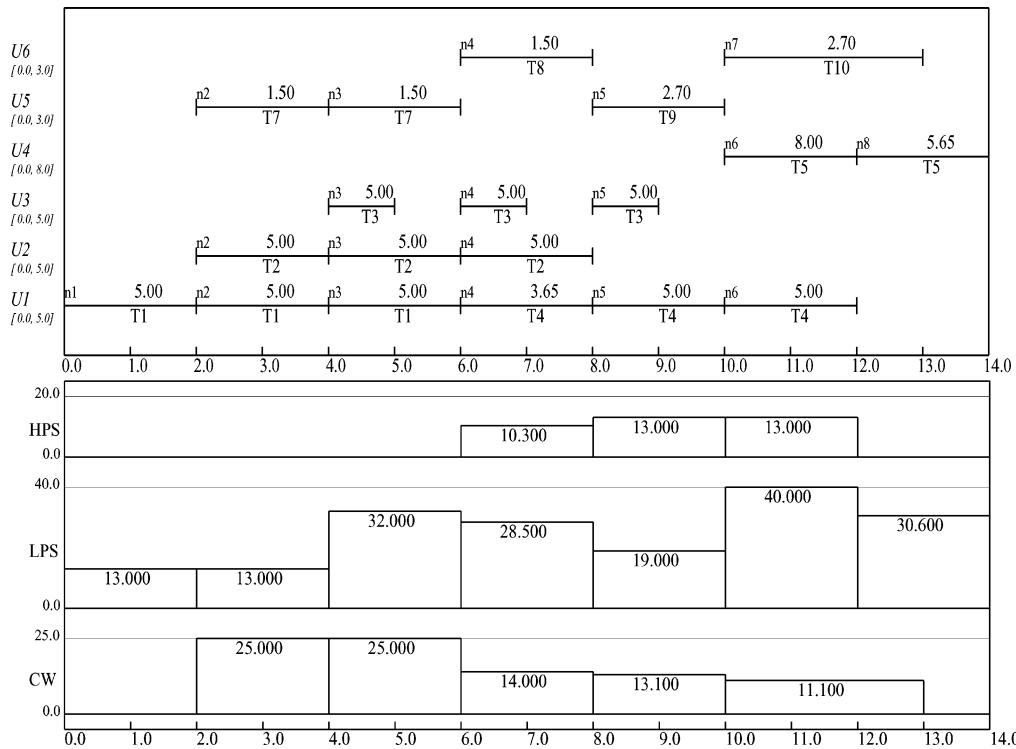 U6 n4 1.50 n7 2.70
[ 0.0, 3.0] T8 T10
U5 n2 1.50 n3 1.50 n5 2.70
[ 0.0, 3.0] T7 T7 T9
U4 n6 8.00 n8 5.65
[ 0.0, 8.0] T5 T5
U3 n3 5.00 n4 5.00 n5 5.00
[ 0.0, 5.0] T3 T3 T3
U2 n2 5.00 n3 5.00 n4 5.00
[ 0.0, 5.0] T2 T2 T2
U1 n1 5.00 n2 5.00 n3 5.00 n4 3.65 n5 5.00 n6 5.00
[ 0.0, 5.0] T1 T1 T1 T4 T4 T4
0.0 1.0 2.0 3.0 4.0 5.0 6.0 7.0 8.0 9.0 10.0 11.0 12.0 13.0 14.0
20.0
HPS 10.300 13.000 13.000
0.0
40.0
40.000
32.000 28.500 30.600
LPS 19.000
13.000 13.000
0.0
25.0
25.000 25.000
CW 14.000 13.100 11.100
0.0
0.0 1.0 2.0 3.0 4.0 5.0 6.0 7.0 8.0 9.0 10.0 11.0 12.0 13.0 14.0